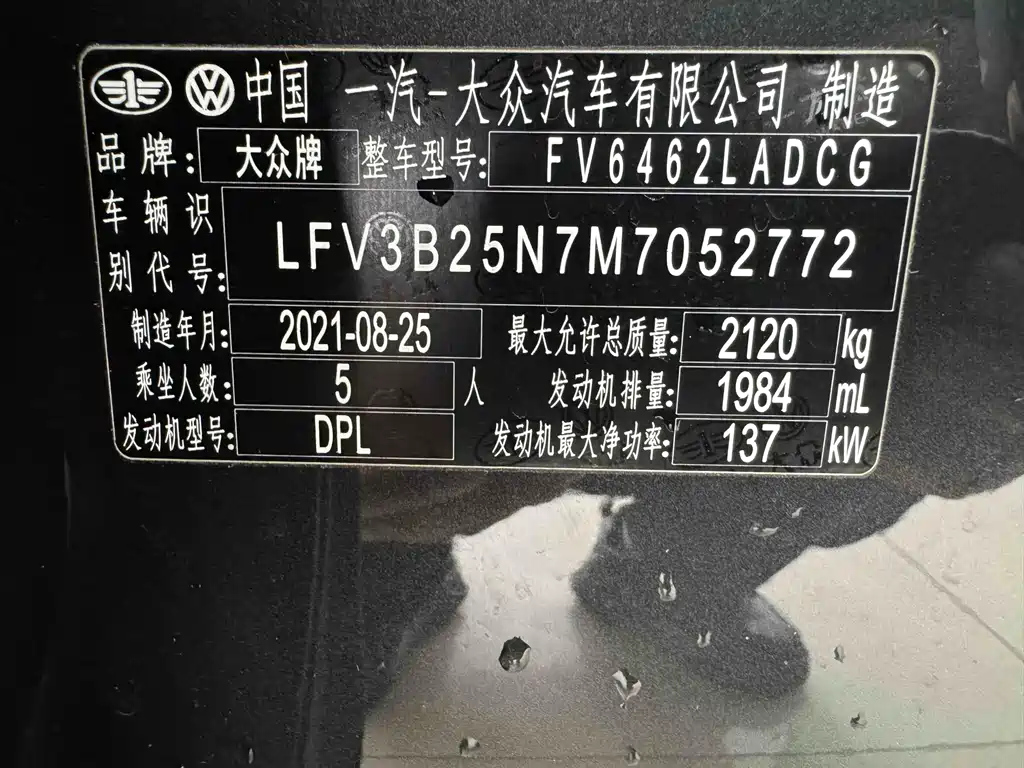 中国 一汽-大众汽车有限公司 制造
品牌: 大众牌 整车型号: FV6462LADCG
车辆识别代号: LFV3B25N7M7052772
制造年月: 2021-08-25 最大允许总质量: 2120 kg
乘坐人数: 5 人 发动机排量: 1984 mL
发动机型号: DPL 发动机最大净功率: 137 kW